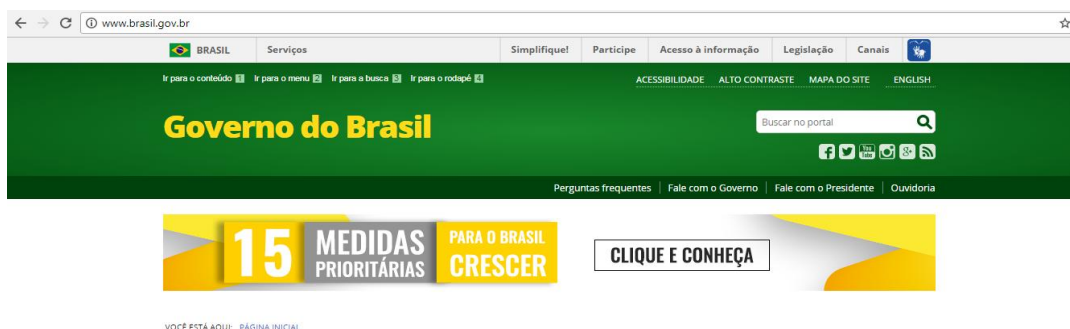 www.brasil.gov.br
BRASIL Serviços Simplifique! Participe Acesso à informação Legislação Canais
Ir para o conteúdo 1 Ir para o menu 2 Ir para a busca 3 Ir para o rodapé 4 ACESSIBILIDADE ALTO CONTRASTE MAPA DO SITE ENGLISH
Governo do Brasil
Buscar no portal
You Tube
g+
Perguntas frequentes Fale com o Governo Fale com o Presidente Ouvidoria
15 MEDIDAS PRIORITÁRIAS
PARA O BRASIL CRESCER
CLIQUE E CONHEÇA
VOCÊ ESTÁ AQUI: PÁGINA INICIAL